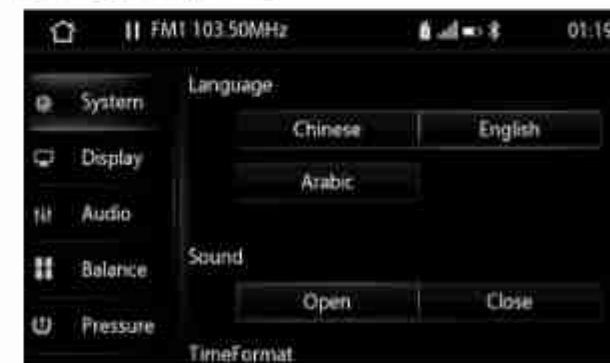 FM1 103.50MHz 01:19
System
Language
Chinese English
Display
Arabic
Audio
Sound
Balance
Open Close
Pressure
TimeFormat